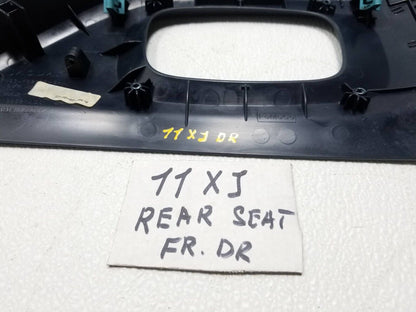 11 XJ DR
11 XJ
REAR SEAT
FR. DR